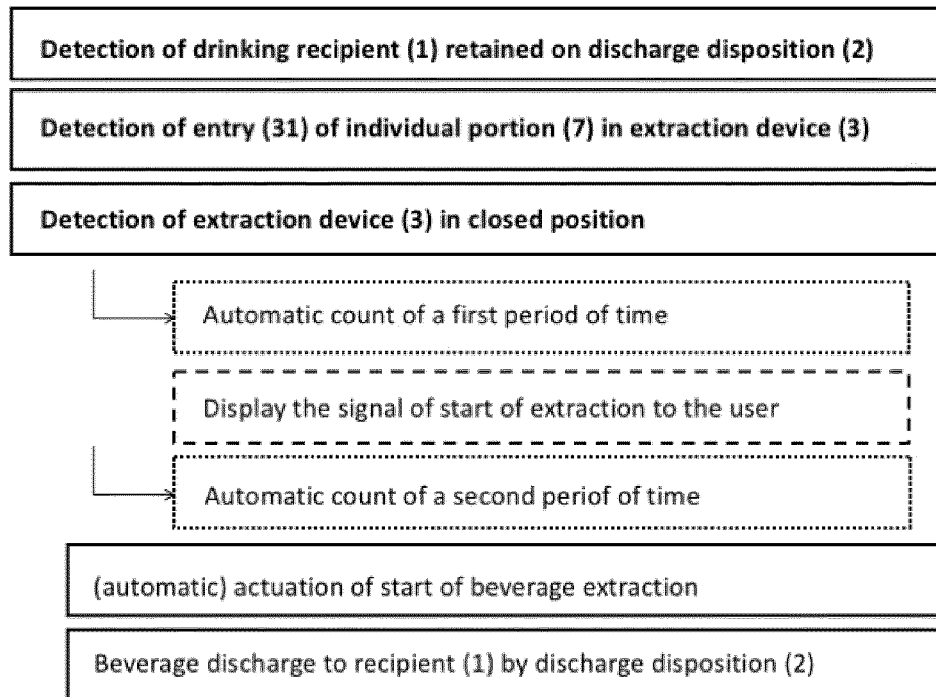 Detection of drinking recipient (1) retained on discharge disposition (2)
Detection of entry (31) of individual portion (7) in extraction device (3)
Detection of extraction device (3) in closed position
Automatic count of a first period of time
Display the signal of start of extraction to the user
Automatic count of a second periof of time
(automatic) actuation of start of beverage extraction
Beverage discharge to recipient (1) by discharge disposition (2)